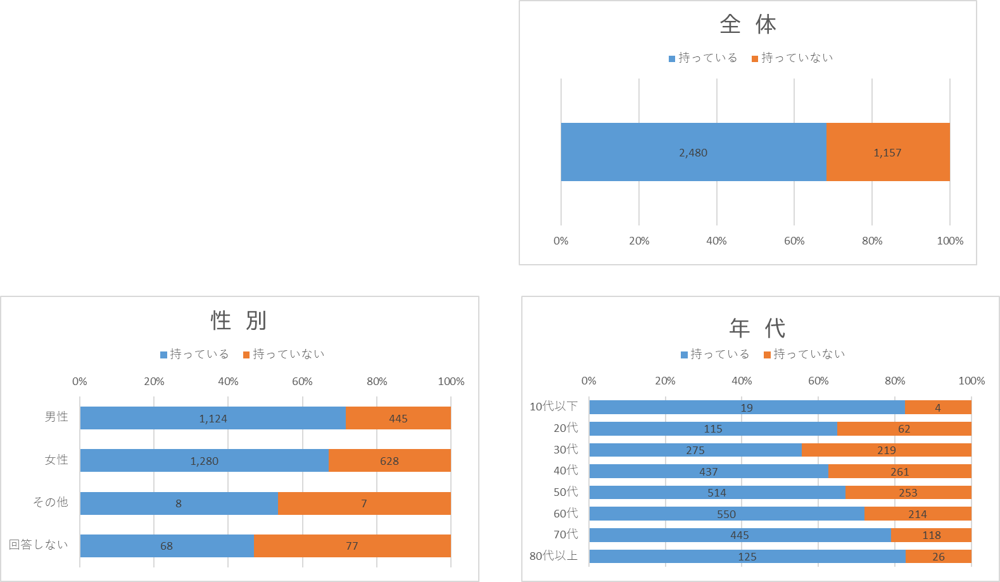 全 体
持っている 持っていない
2,480 1,157
0% 20% 40% 60% 80% 100%
性 別
持っている 持っていない
0% 20% 40% 60% 80% 100%
男性 1,124 445
女性 1,280 628
その他 8 7
回答しない 68 77
年 代
持っている 持っていない
0% 20% 40% 60% 80% 100%
10代以下 19 4
20代 115 62
30代 275 219
40代 437 261
50代 514 253
60代 550 214
70代 445 118
80代以上 125 26